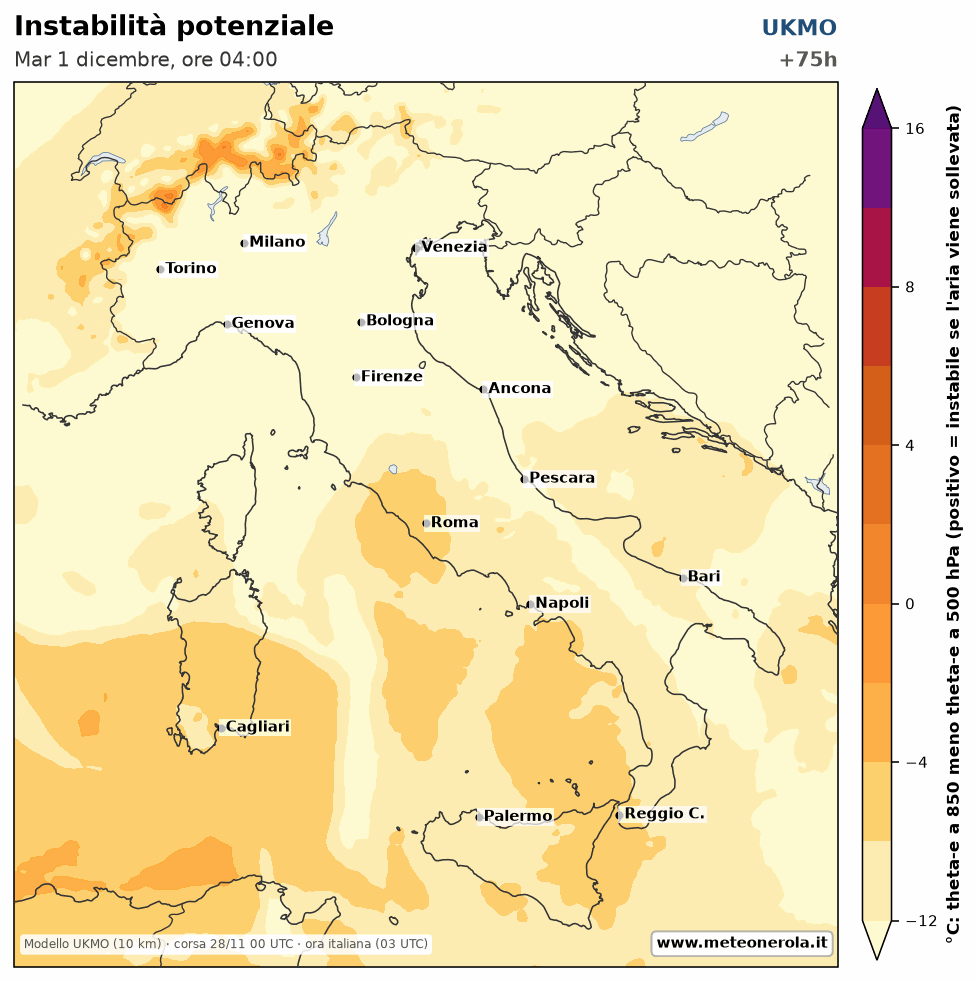 Instabilità potenziale
UKMO
Mar 1 dicembre, ore 04:00
+75h
Milano
Venezia
Torino
Genova
Bologna
Firenze
Ancona
Pescara
Roma
Bari
Napoli
Cagliari
Palermo
Reggio C.
Modello UKMO (10 km) · corsa 28/11 00 UTC · ora italiana (03 UTC)
www.meteonerola.it
16
8
4
0
−4
−12
°C: theta-e a 850 meno theta-e a 500 hPa (positivo = instabile se l'aria viene sollevata)